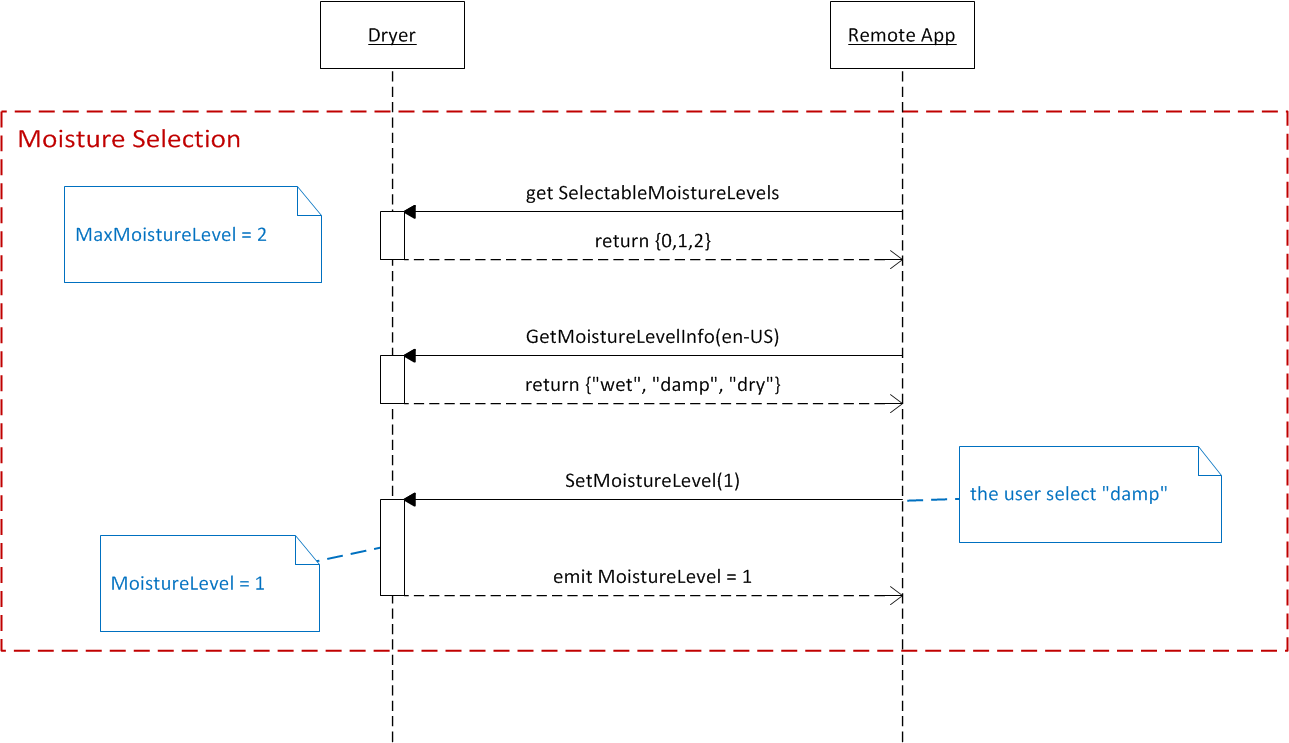 Dryer
Remote App
Moisture Selection
get SelectableMoistureLevels
MaxMoistureLevel = 2
return {0,1,2}
GetMoistureLevelInfo(en-US)
return {"wet", "damp", "dry"}
SetMoistureLevel(1)
the user select "damp"
MoistureLevel = 1
emit MoistureLevel = 1